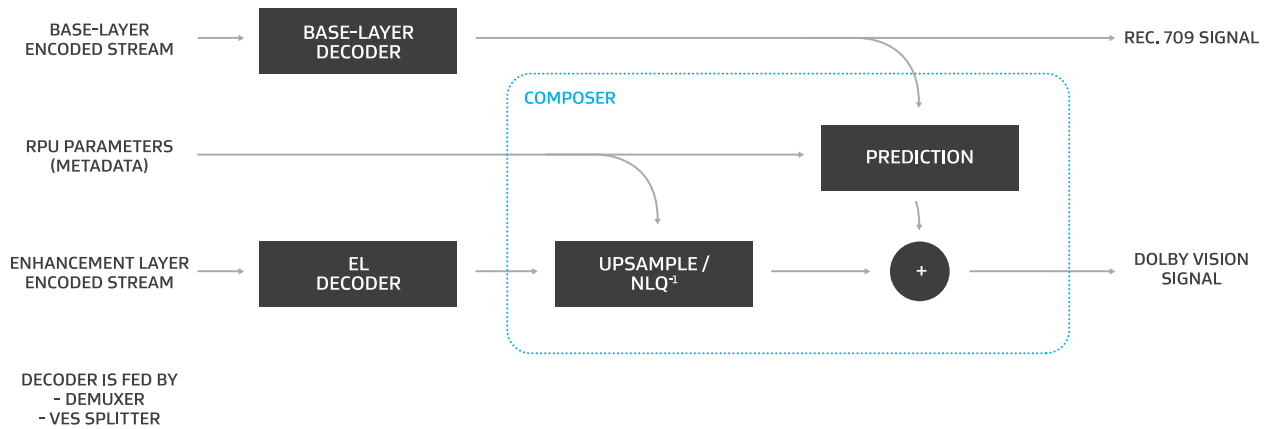 BASE-LAYER
ENCODED STREAM
BASE-LAYER
DECODER
REC. 709 SIGNAL
COMPOSER
RPU PARAMETERS
(METADATA)
PREDICTION
ENHANCEMENT LAYER
ENCODED STREAM
EL
DECODER
UPSAMPLE /
NLQ⁻¹
+
DOLBY VISION
SIGNAL
DECODER IS FED BY
- DEMUXER
- VES SPLITTER